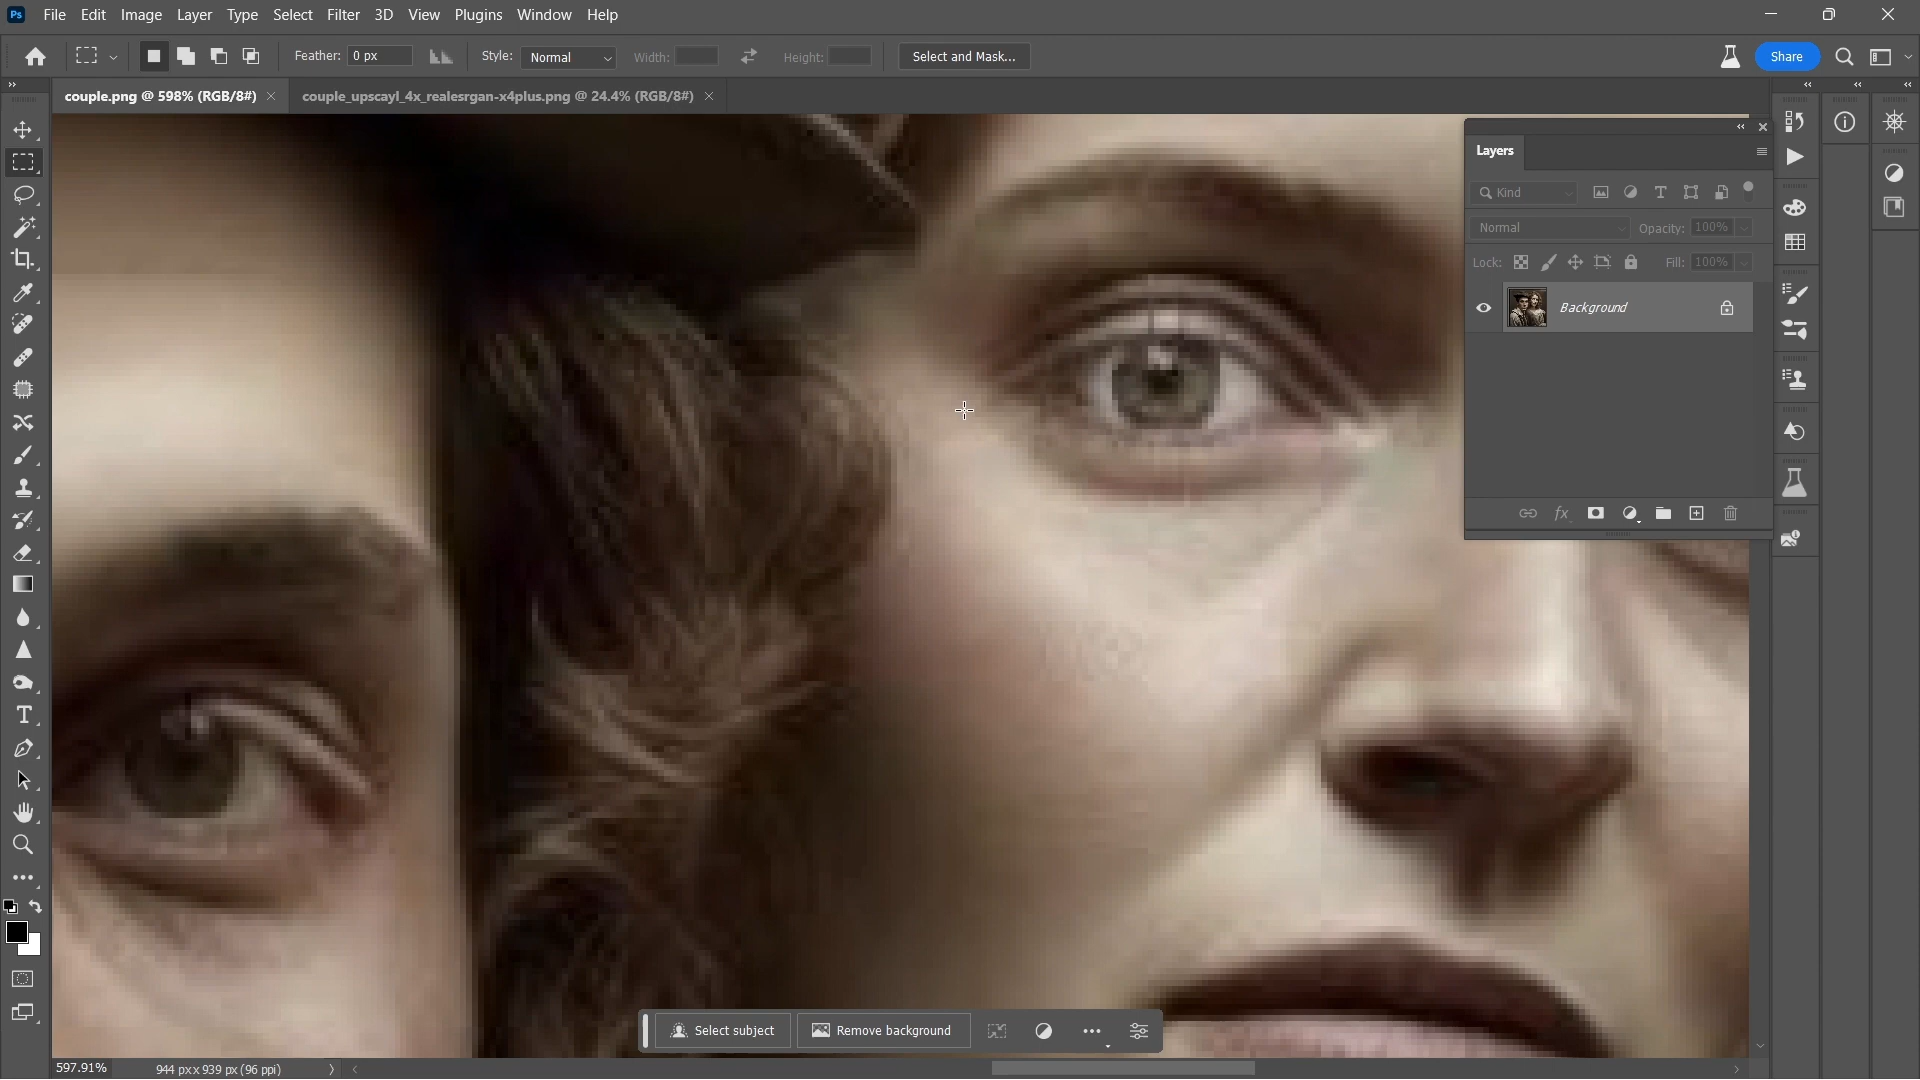 Ps File Edit Image Layer Type Select Filter 3D View Plugins Window Help
Feather: 0 px Style: Normal Width: Height: Select and Mask... Share
couple.png @ 598% (RGB/8#) couple_upscayl_4x_realesrgan-x4plus.png @ 24.4% (RGB/8#)
Layers
Kind
Normal Opacity: 100%
Lock: Fill: 100%
Background
fx
Select subject Remove background
597.91% 944 px x 939 px (96 ppi)